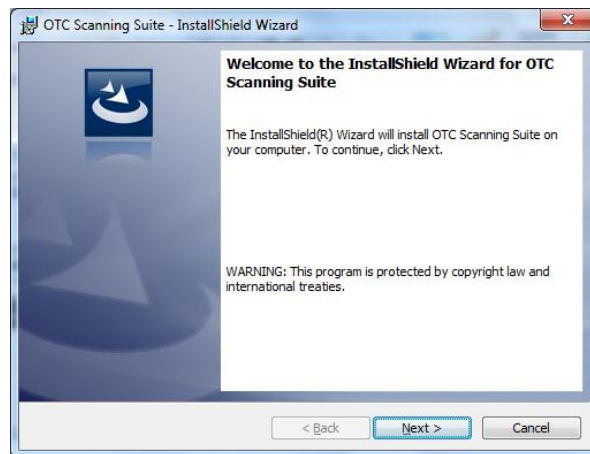 OTC Scanning Suite - InstallShield Wizard
Welcome to the InstallShield Wizard for OTC
Scanning Suite
The InstallShield(R) Wizard will install OTC Scanning Suite on
your computer. To continue, click Next.
WARNING: This program is protected by copyright law and
international treaties.
< Back Next > Cancel